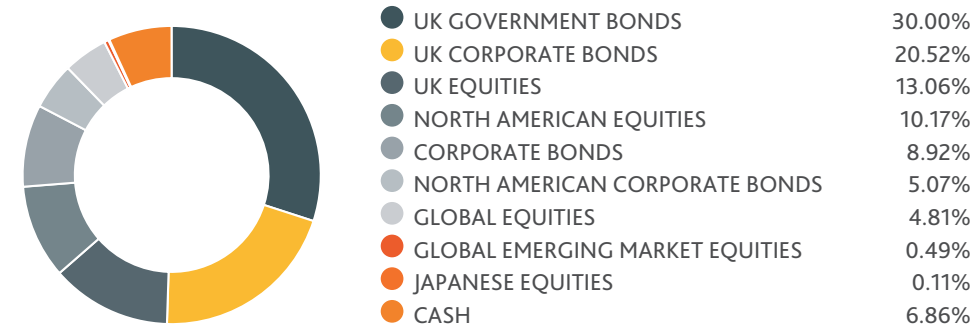 UK GOVERNMENT BONDS 30.00%
UK CORPORATE BONDS 20.52%
UK EQUITIES 13.06%
NORTH AMERICAN EQUITIES 10.17%
CORPORATE BONDS 8.92%
NORTH AMERICAN CORPORATE BONDS 5.07%
GLOBAL EQUITIES 4.81%
GLOBAL EMERGING MARKET EQUITIES 0.49%
JAPANESE EQUITIES 0.11%
CASH 6.86%